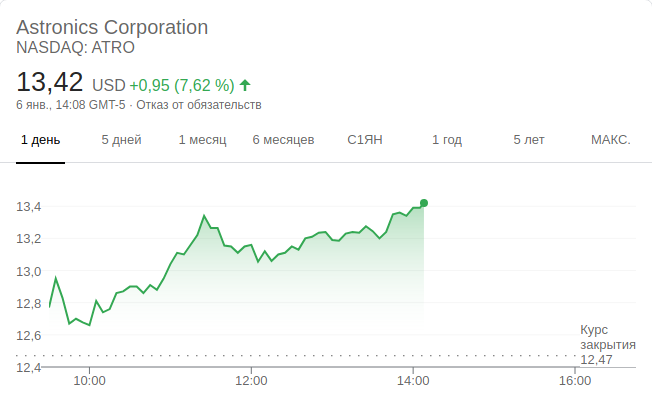 Astronics Corporation
NASDAQ: ATRO
13,42 USD +0,95 (7,62 %)
6 янв., 14:08 GMT-5 · Отказ от обязательств
1 день 5 дней 1 месяц 6 месяцев С1ЯН 1 год 5 лет МАКС.
13,4
13,2
13,0
12,8
12,6
12,4
Курс
закрытия
12,47
10:00 12:00 14:00 16:00